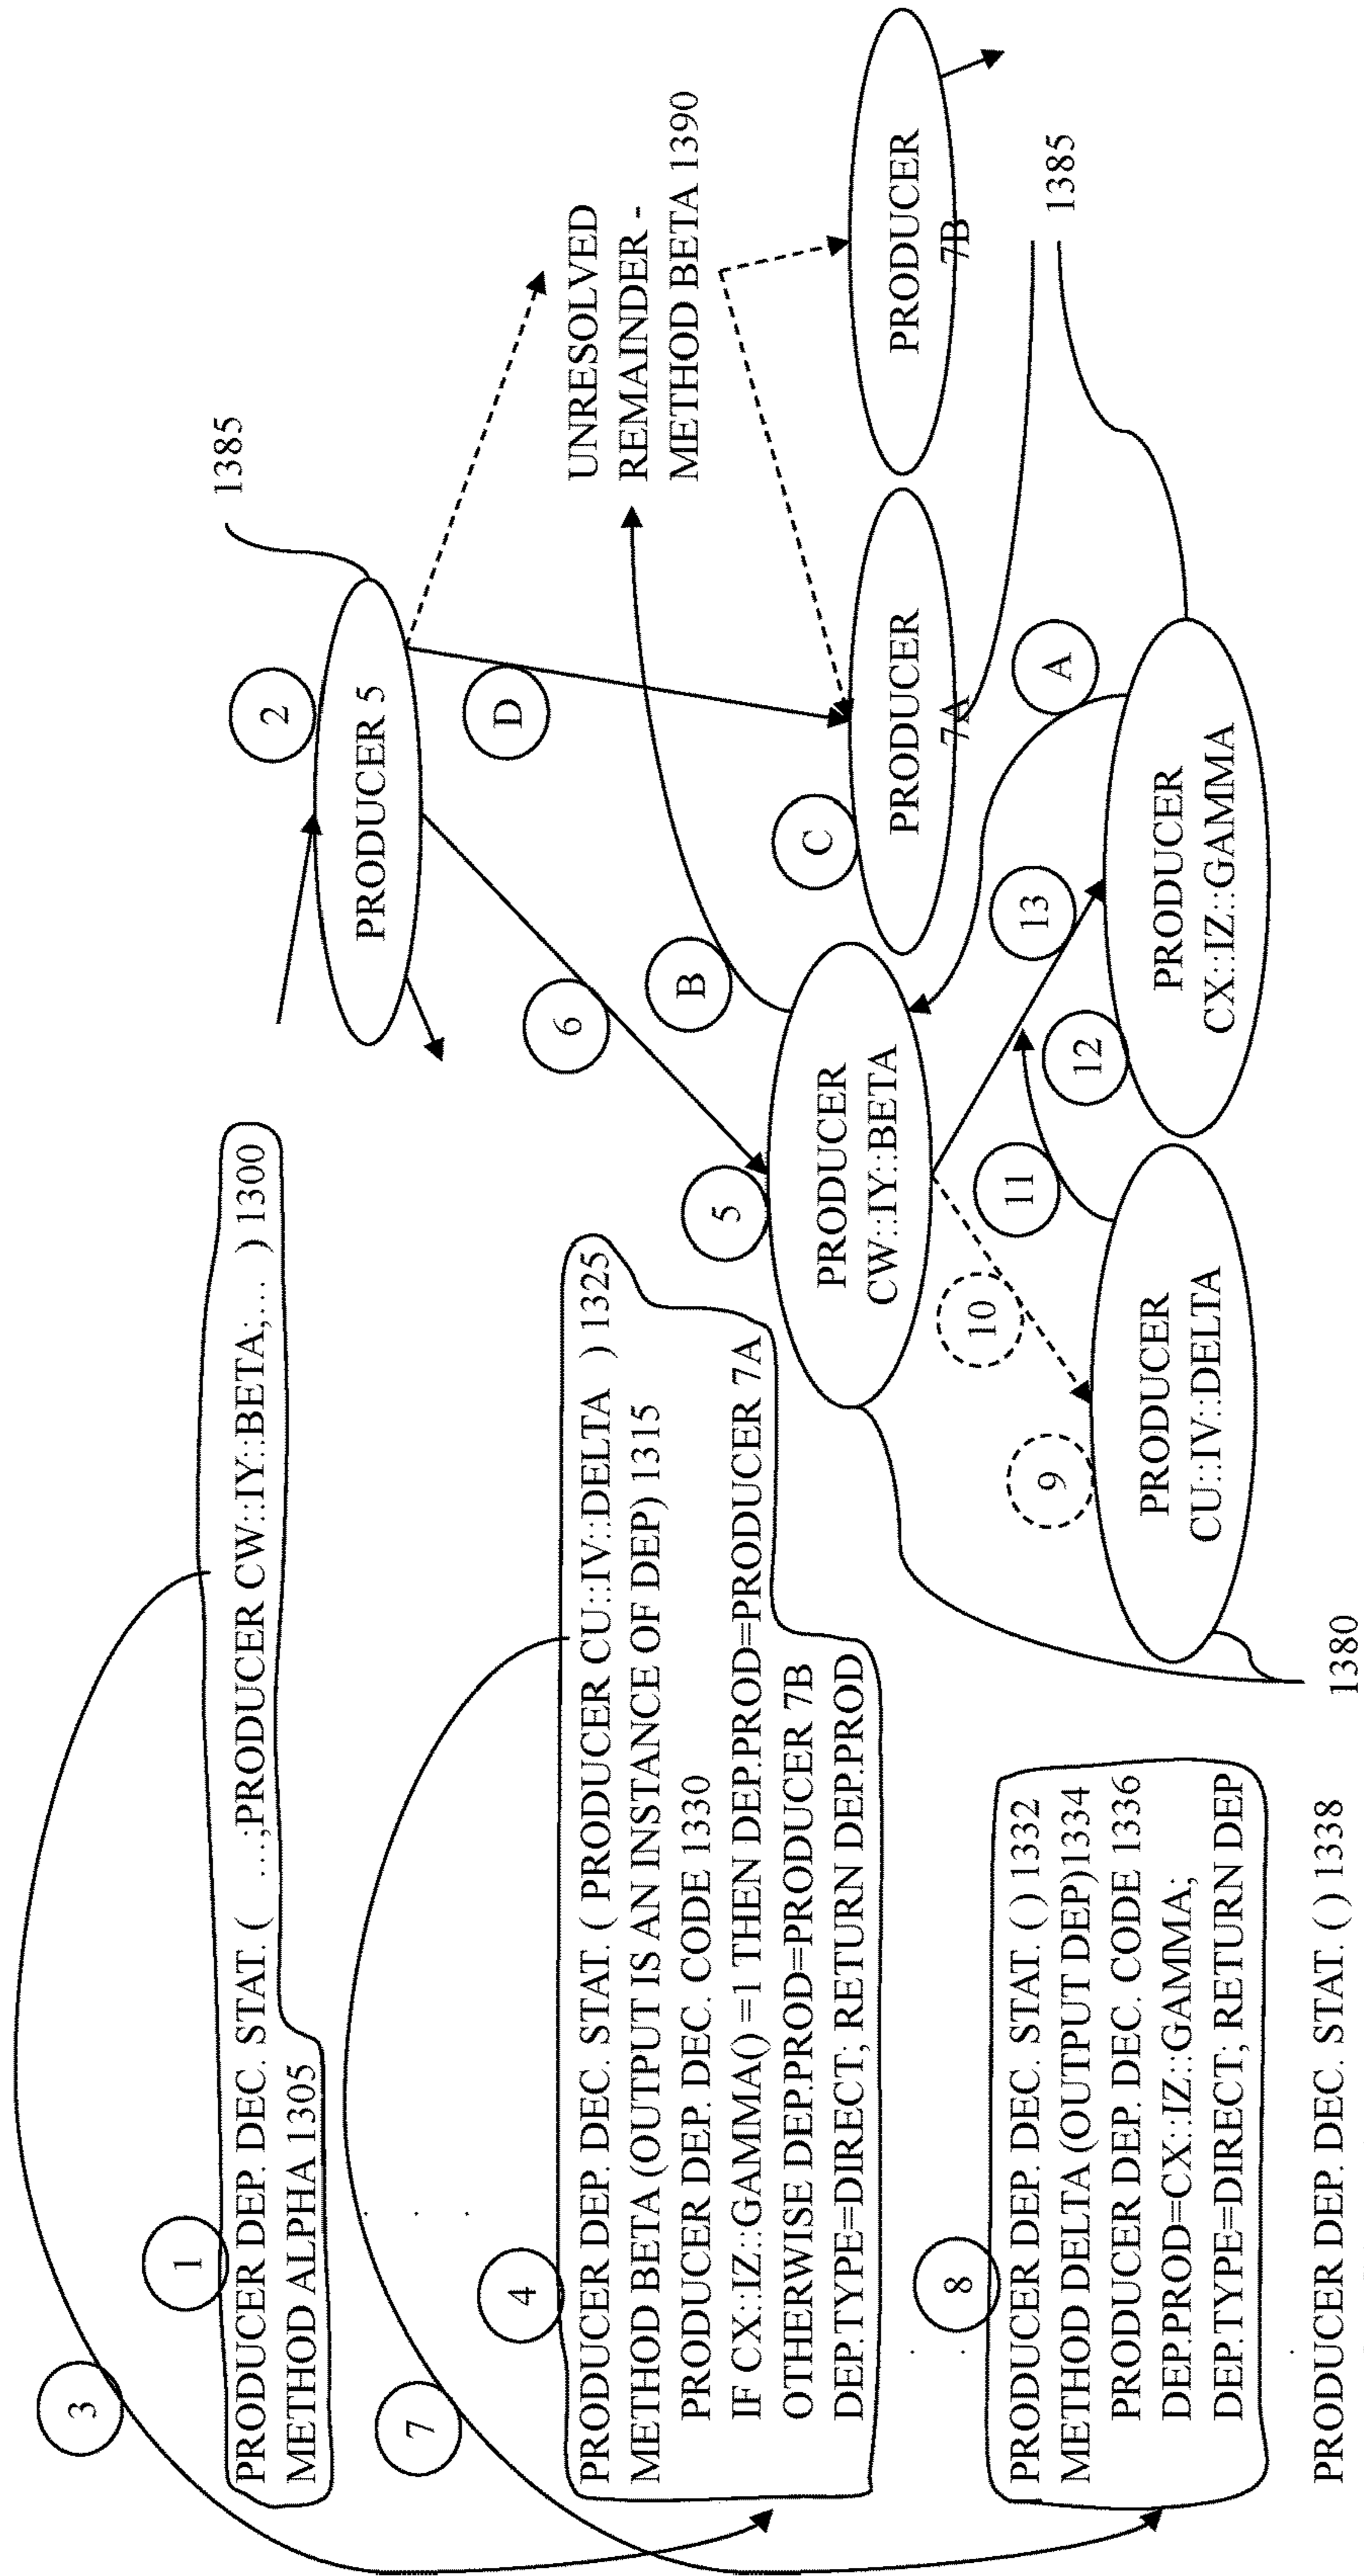 3
1
PRODUCER DEP. DEC. STAT. ( ...;PRODUCER CW::IY::BETA;... ) 1300
METHOD ALPHA 1305
7
4
PRODUCER DEP. DEC. STAT. ( PRODUCER CU::IV::DELTA ) 1325
METHOD BETA (OUTPUT IS AN INSTANCE OF DEP) 1315
PRODUCER DEP. DEC. CODE 1330
IF CX::IZ::GAMMA() =1 THEN DEP.PROD=PRODUCER 7A
OTHERWISE DEP.PROD=PRODUCER 7B
DEP.TYPE=DIRECT; RETURN DEP.PROD
8
PRODUCER DEP. DEC. STAT. ( ) 1332
METHOD DELTA (OUTPUT DEP)1334
PRODUCER DEP. DEC. CODE 1336
DEP.PROD=CX::IZ::GAMMA;
DEP.TYPE=DIRECT; RETURN DEP
PRODUCER DEP. DEC. STAT. ( ) 1338
1385
2
PRODUCER 5
D
6
UNRESOLVED
REMAINDER -
METHOD BETA 1390
B
5
C
PRODUCER
7A
PRODUCER
7B
PRODUCER
CW::IY::BETA
10
11
13
A
1385
9
12
PRODUCER
CU::IV::DELTA
PRODUCER
CX::IZ::GAMMA
1380